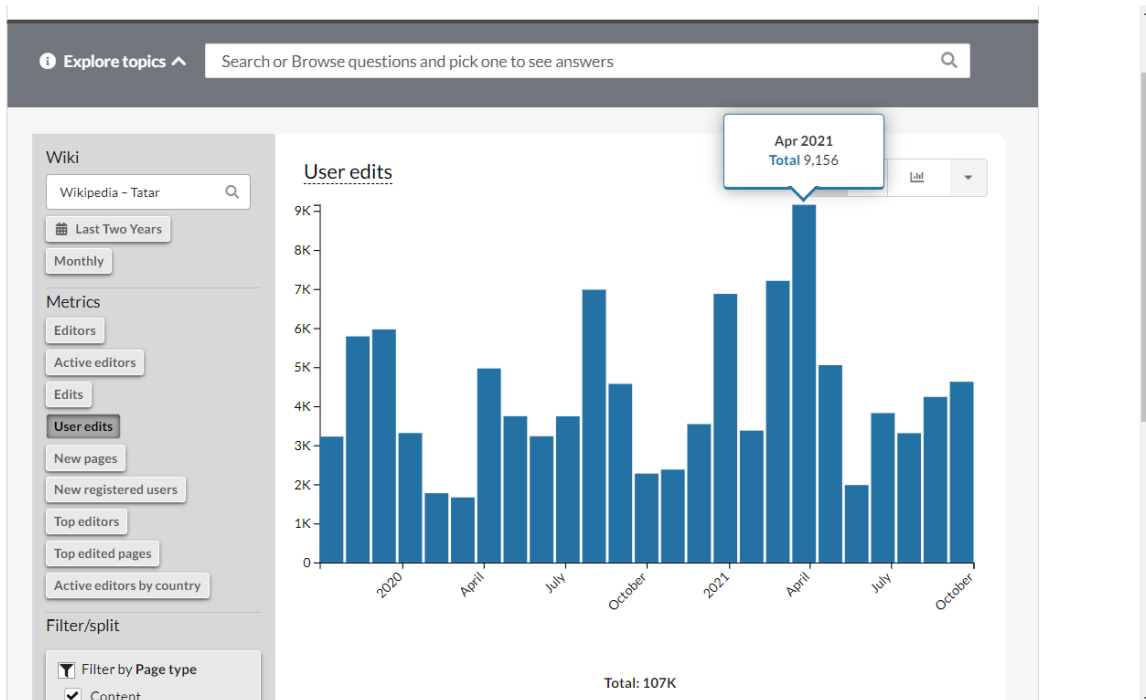 Explore topics
Search or Browse questions and pick one to see answers
Wiki
Wikipedia – Tatar
Last Two Years
Monthly
Metrics
Editors
Active editors
Edits
User edits
New pages
New registered users
Top editors
Top edited pages
Active editors by country
Filter/split
Filter by Page type
Content
User edits
Apr 2021
Total 9,156
9K
8K
7K
6K
5K
4K
3K
2K
1K
0
2020
April
July
October
2021
April
July
October
Total: 107K